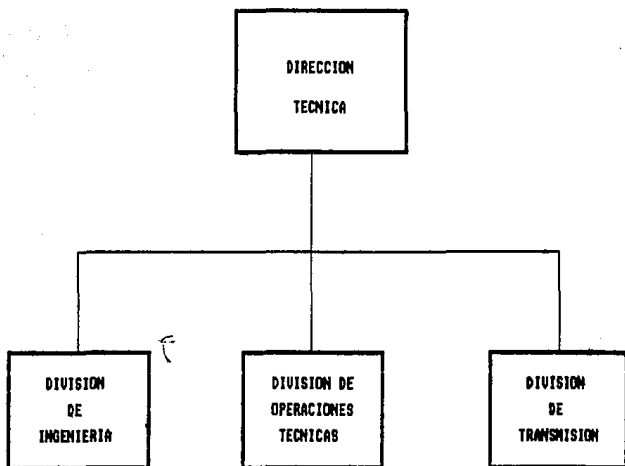 DIRECCION
TECNICA
DIVISION
DE
INGENIERIA
DIVISION DE
OPERACIONES
TECNICAS
DIVISION
DE
TRANSMISION